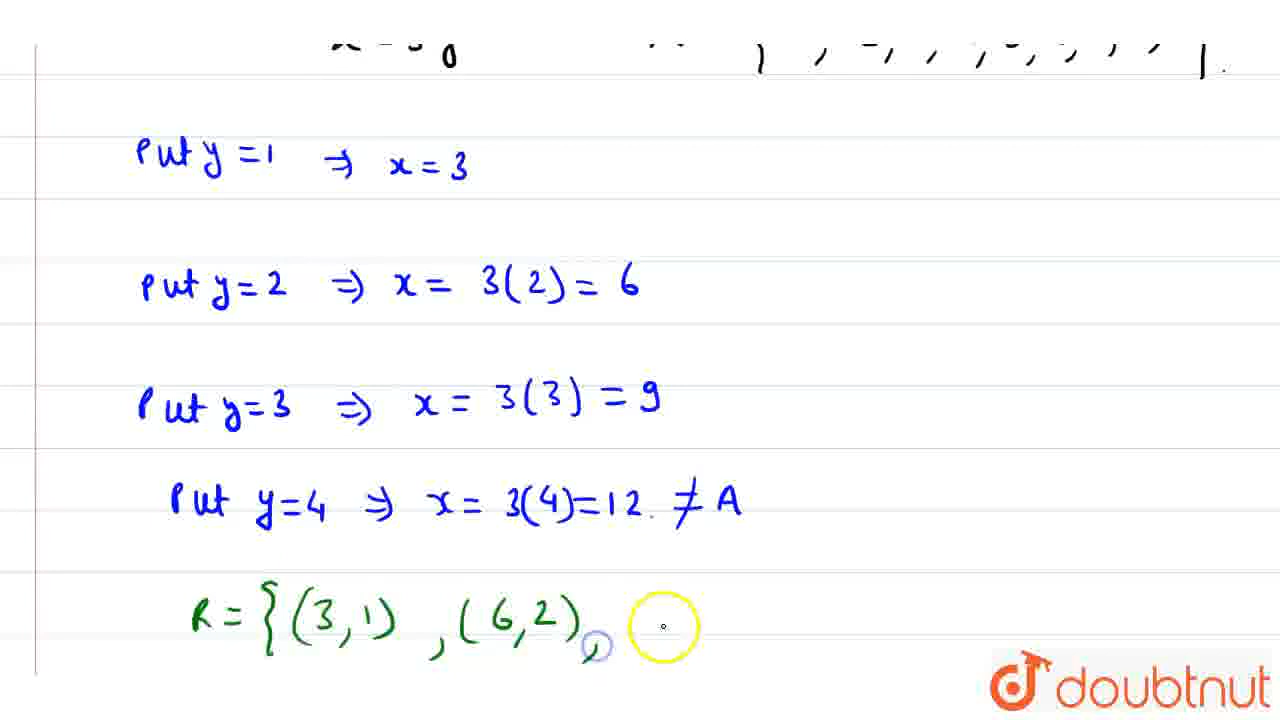 Put y = 1 ⇒ x = 3
Put y = 2 ⇒ x = 3(2) = 6
Put y = 3 ⇒ x = 3(3) = 9
Put y = 4 ⇒ x = 3(4) = 12. ≠ A
R = {(3,1) , (6,2),
doubtnut